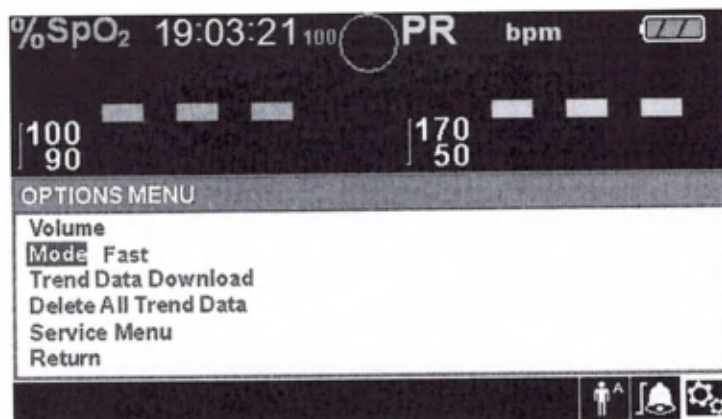 %SpO₂ 19:03:21 100 PR bpm
--- ---
100 170
90 50
OPTIONS MENU
Volume
Mode Fast
Trend Data Download
Delete All Trend Data
Service Menu
Return
A